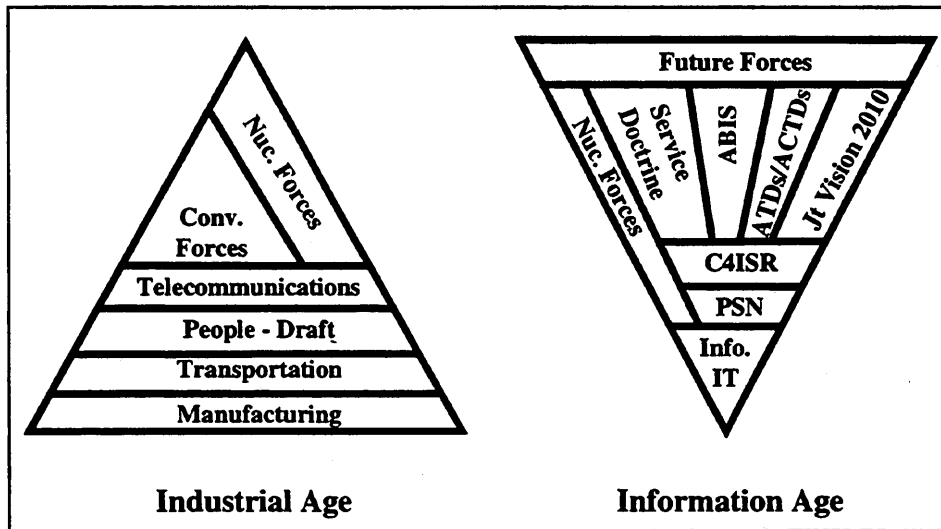 Nuc. Forces
Conv.
Forces
Telecommunications
People - Draft
Transportation
Manufacturing
Industrial Age
Future Forces
Nuc. Forces
Service
Doctrine
ABIS
ATDs/ACTDs
Jt Vision 2010
C4ISR
PSN
Info.
IT
Information Age